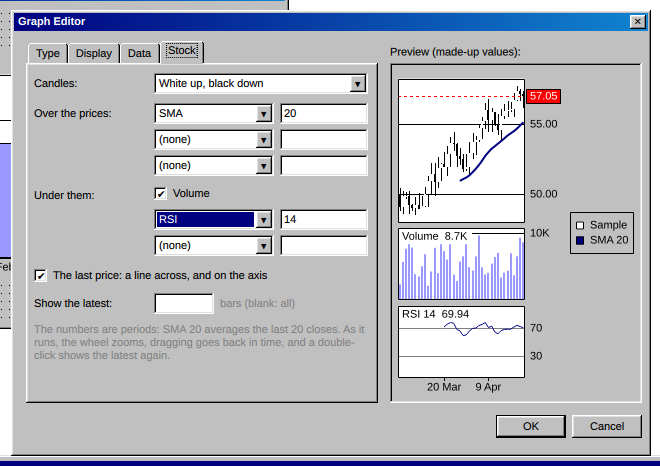 Graph Editor
Type Display Data Stock
Candles: White up, black down
Over the prices: SMA 20
(none)
(none)
Under them: Volume
RSI 14
(none)
The last price: a line across, and on the axis
Show the latest: bars (blank: all)
The numbers are periods: SMA 20 averages the last 20 closes. As it
runs, the wheel zooms, dragging goes back in time, and a double-
click shows the latest again.
Preview (made-up values):
57.05
55.00
50.00
Volume 8.7K 10K
RSI 14 69.94
70
30
20 Mar 9 Apr
Sample
SMA 20
OK Cancel